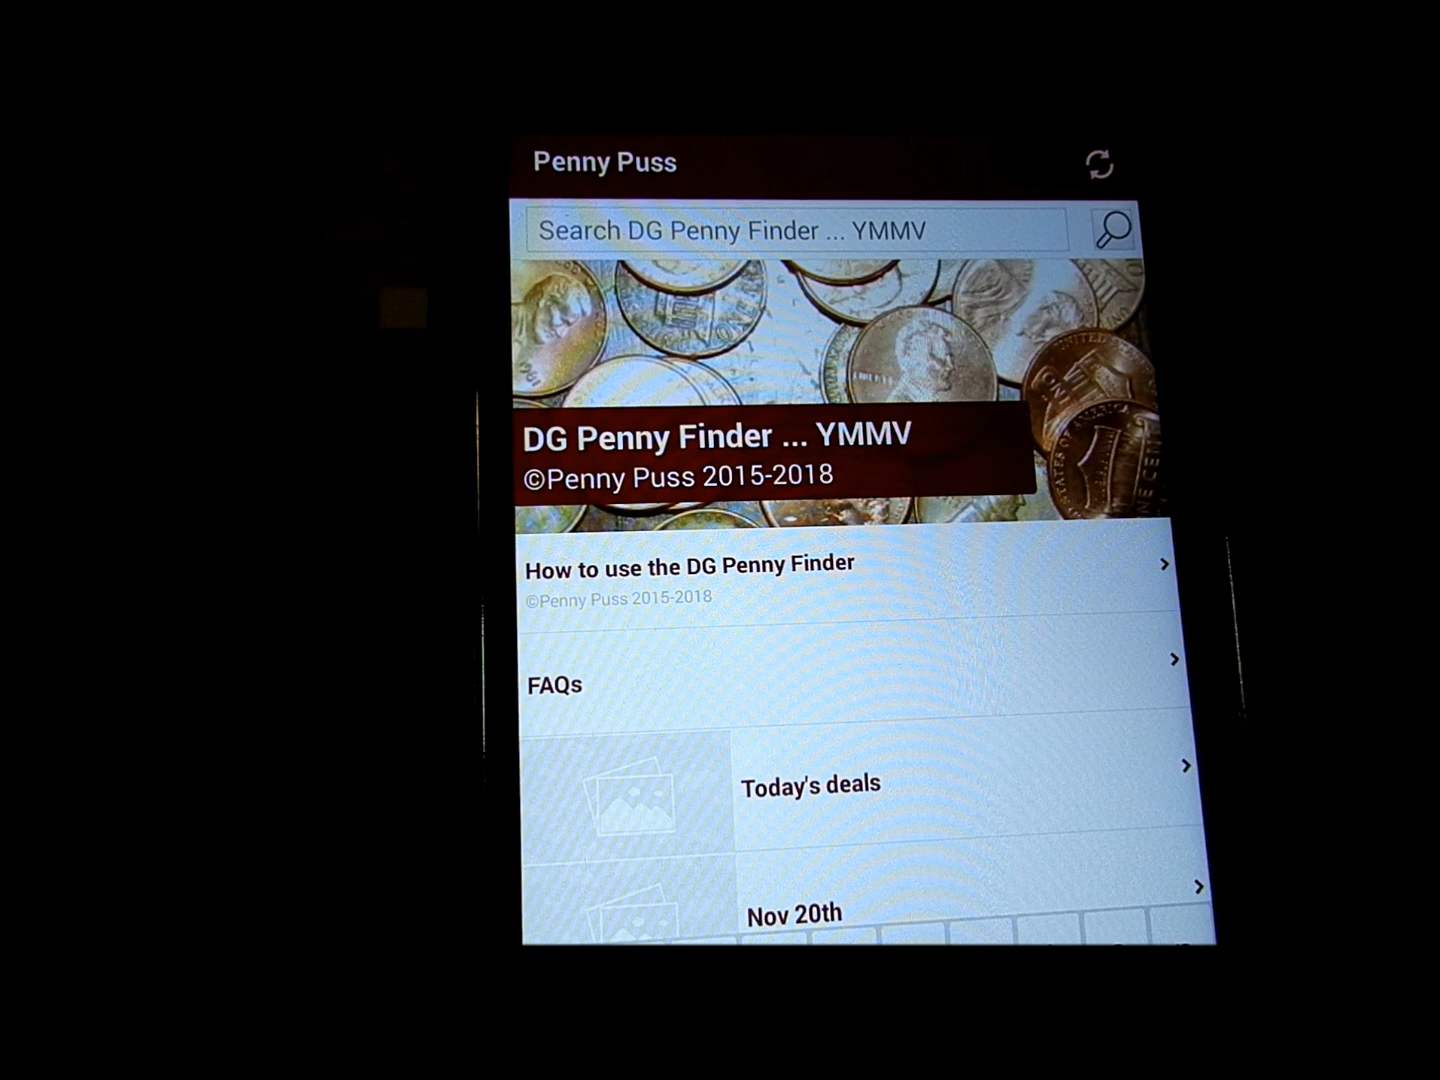 Penny Puss
Search DG Penny Finder ... YMMV
DG Penny Finder ... YMMV
©Penny Puss 2015-2018
How to use the DG Penny Finder
©Penny Puss 2015-2018
FAQs
Today's deals
Nov 20th